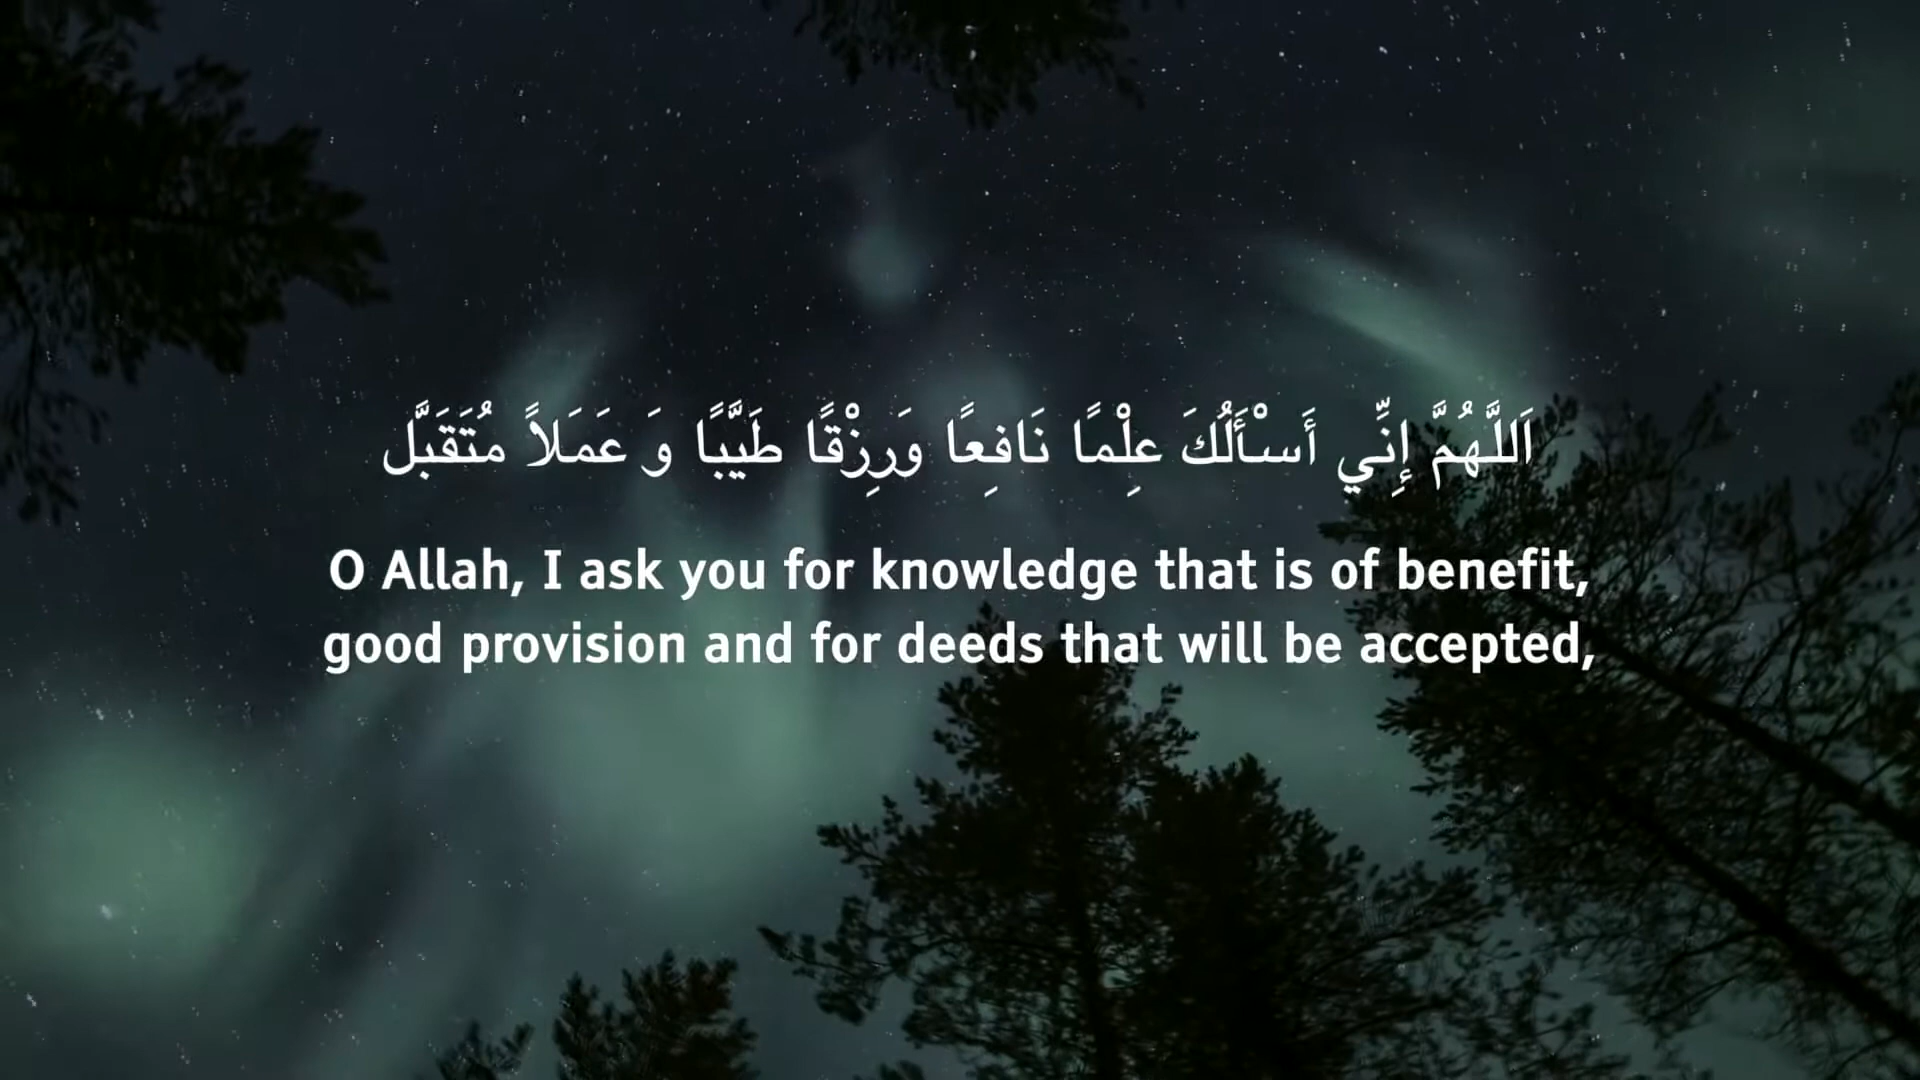 اَللَّهُمَّ إِنِّي أَسْأَلُكَ عِلْمًا نَافِعًا وَرِزْقًا طَيَّبًا وَ عَمَلاً مُتَقَبَّل
O Allah, I ask you for knowledge that is of benefit,
good provision and for deeds that will be accepted,